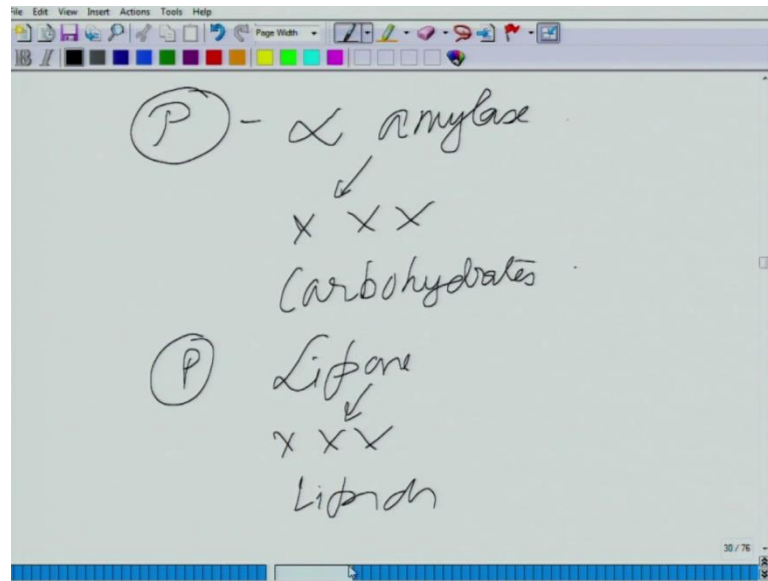 File Edit View Insert Actions Tools Help
Page Width
B I
P - α amylase
x x x
Carbohydrates
P Lipase
x x x
Lipids
30 / 76